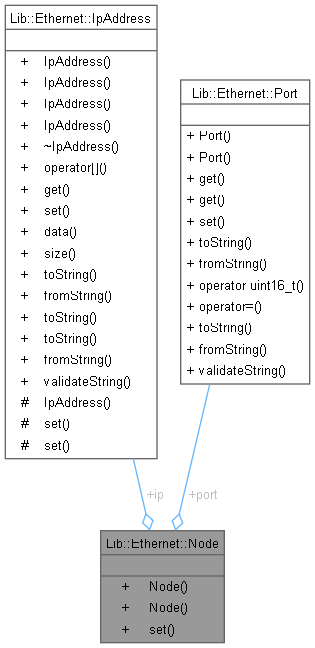 Lib::Ethernet::IpAddress
+ IpAddress()
+ IpAddress()
+ IpAddress()
+ IpAddress()
+ ~IpAddress()
+ operator[]()
+ get()
+ set()
+ data()
+ size()
+ toString()
+ fromString()
+ toString()
+ toString()
+ fromString()
+ validateString()
# IpAddress()
# set()
# set()
Lib::Ethernet::Port
+ Port()
+ Port()
+ get()
+ get()
+ set()
+ toString()
+ fromString()
+ operator uint16_t()
+ operator=()
+ toString()
+ fromString()
+ validateString()
+ip
+port
Lib::Ethernet::Node
+ Node()
+ Node()
+ set()